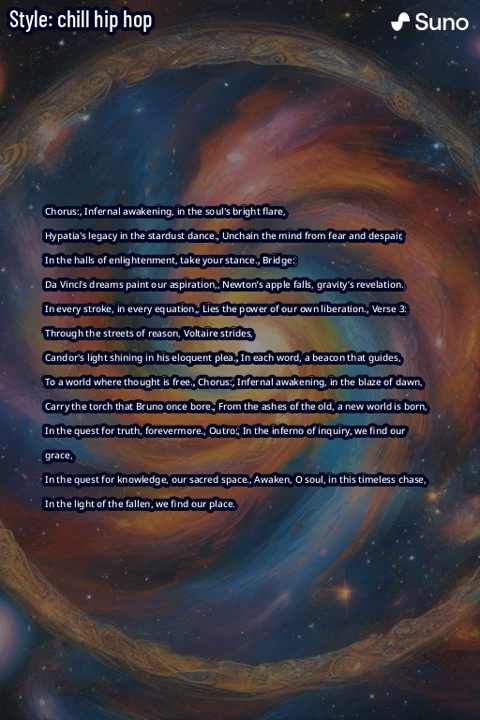 Style: chill hip hop
Suno
Chorus:, Infernal awakening, in the soul's bright flare,
Hypatia's legacy in the stardust dance., Unchain the mind from fear and despair,
In the halls of enlightenment, take your stance., Bridge:
Da Vinci's dreams paint our aspiration,, Newton's apple falls, gravity's revelation.
In every stroke, in every equation,, Lies the power of our own liberation., Verse 3:
Through the streets of reason, Voltaire strides,
Candor's light shining in his eloquent plea., In each word, a beacon that guides,
To a world where thought is free., Chorus:, Infernal awakening, in the blaze of dawn,
Carry the torch that Bruno once bore., From the ashes of the old, a new world is born,
In the quest for truth, forevermore., Outro:, In the inferno of inquiry, we find our
grace,
In the quest for knowledge, our sacred space., Awaken, O soul, in this timeless chase,
In the light of the fallen, we find our place.